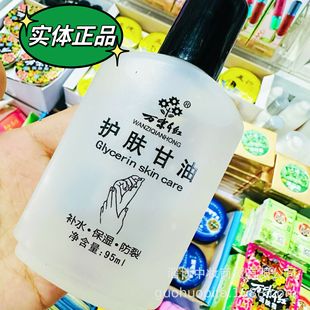 实体正品
万紫千红®
WANZIQIANHONG
护肤甘油
Glycerin skin care
补水·保湿·防裂
净含量:95ml